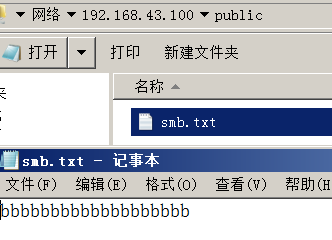 网络 192.168.43.100 public
打开 打印 新建文件夹
名称
smb.txt
smb.txt - 记事本
文件(F) 编辑(E) 格式(O) 查看(V) 帮助(H
bbbbbbbbbbbbbbbbbbb